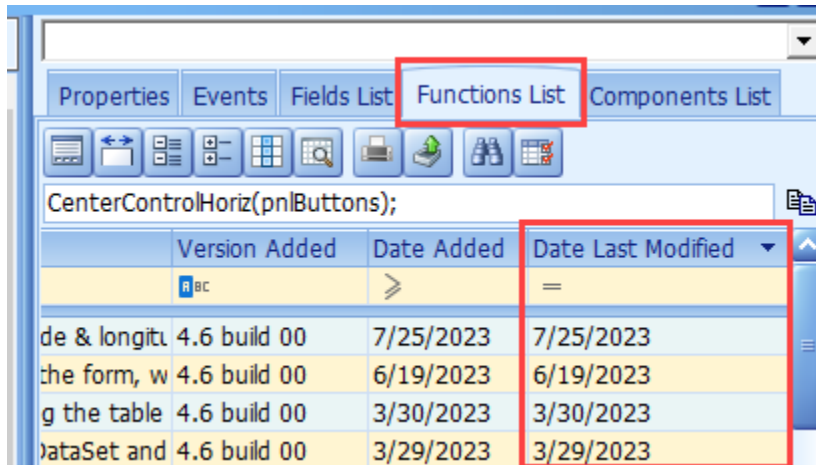 Properties Events Fields List Functions List Components List
CenterControlHoriz(pnlButtons);
Version Added Date Added Date Last Modified
ABC ≥ =
de & longitu 4.6 build 00 7/25/2023 7/25/2023
the form, w 4.6 build 00 6/19/2023 6/19/2023
g the table 4.6 build 00 3/30/2023 3/30/2023
DataSet and 4.6 build 00 3/29/2023 3/29/2023